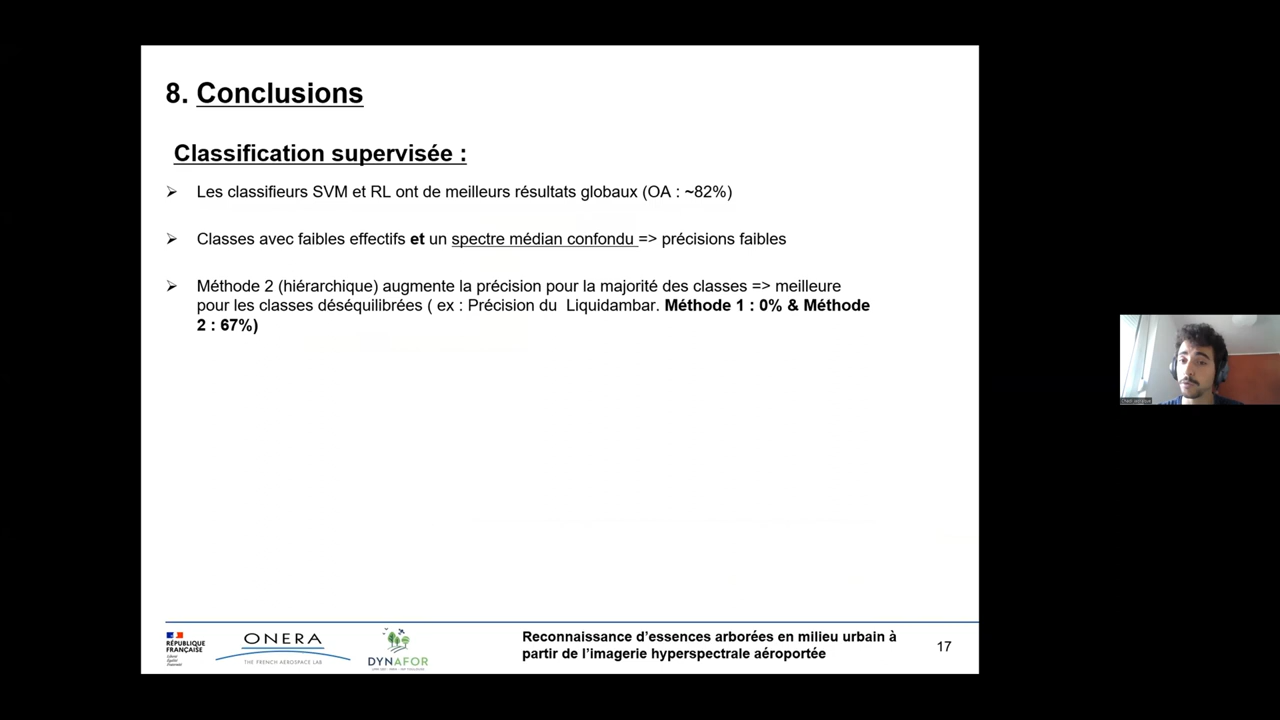 8. Conclusions
Classification supervisée :
➢ Les classifieurs SVM et RL ont de meilleurs résultats globaux (OA : ~82%)
➢ Classes avec faibles effectifs et un spectre médian confondu => précisions faibles
➢ Méthode 2 (hiérarchique) augmente la précision pour la majorité des classes => meilleure
pour les classes déséquilibrées ( ex : Précision du Liquidambar. Méthode 1 : 0% & Méthode
2 : 67%)
RÉPUBLIQUE
FRANÇAISE
Liberté
Égalité
Fraternité
ONERA
THE FRENCH AEROSPACE LAB
DYNAFOR
Reconnaissance d'essences arborées en milieu urbain à
partir de l'imagerie hyperspectrale aéroportée
17